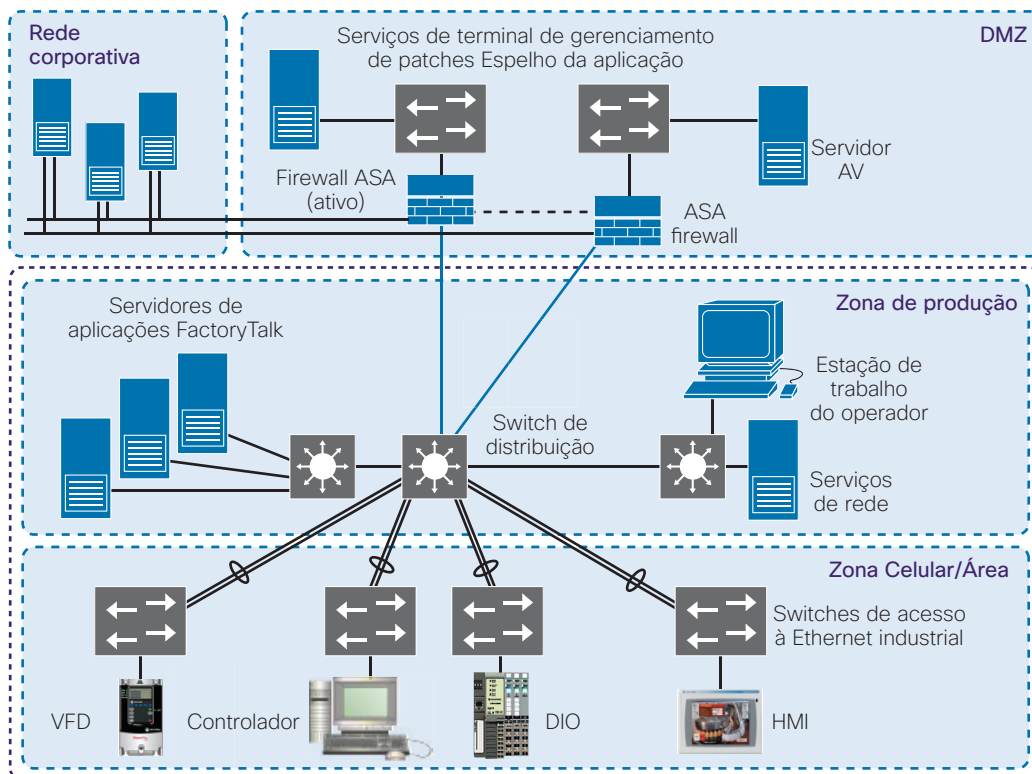 Rede
corporativa
Serviços de terminal de gerenciamento
de patches Espelho da aplicação
DMZ
Servidor
AV
Firewall ASA
(ativo)
ASA
firewall
Servidores de
aplicações FactoryTalk
Zona de produção
Estação de
trabalho
do operador
Switch de
distribuição
Serviços
de rede
Zona Celular/Área
Switches de acesso
à Ethernet industrial
VFD
Controlador
DIO
HMI